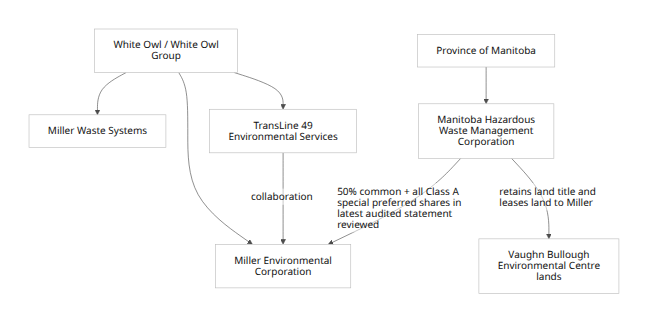 White Owl / White Owl
Group
Province of Manitoba
Miller Waste Systems
TransLine 49
Environmental Services
Manitoba Hazardous
Waste Management
Corporation
collaboration
50% common + all Class A
special preferred shares in
latest audited statement
reviewed
retains land title and
leases land to Miller
Miller Environmental
Corporation
Vaughn Bullough
Environmental Centre
lands